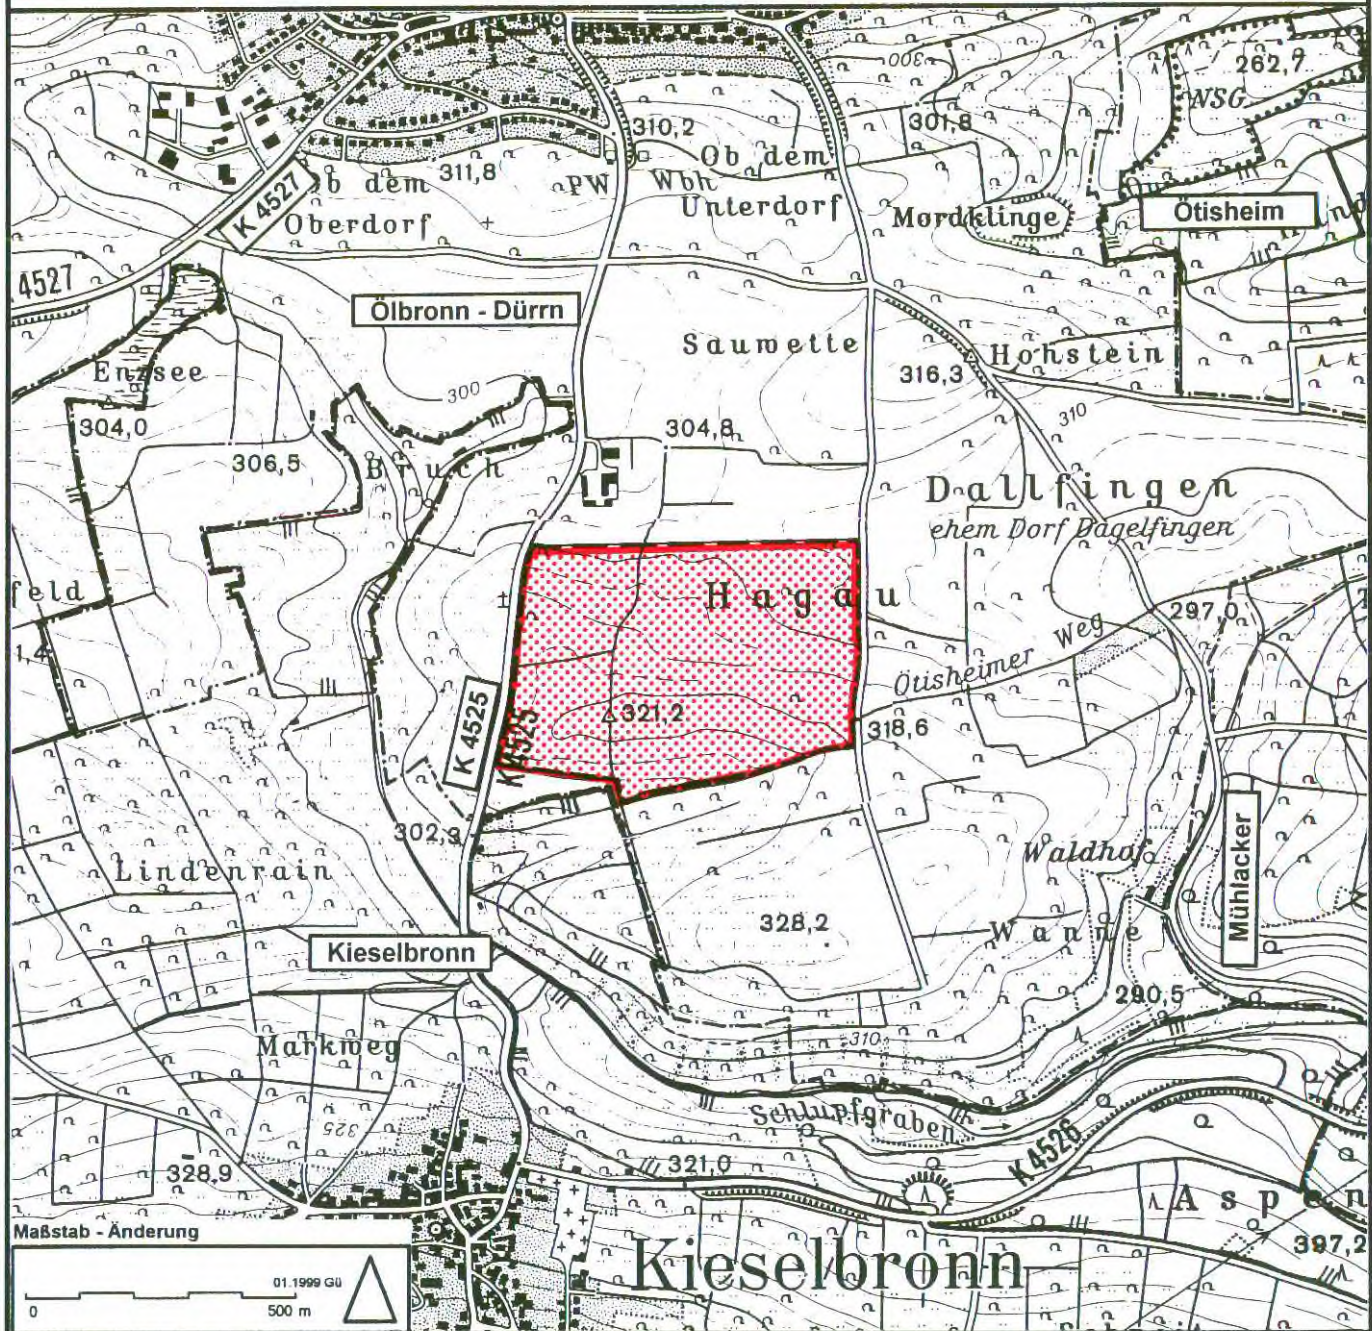 262,7
300
NSG
310,2
301,8
Ob dem
311,8
PW
Wbh
Unterdorf
K 4527
b dem
Oberdorf
Mordklinge
Ötisheim
4527
Ölbronn - Dürrn
Sauwette
Hohstein
316,3
Enzsee
300
304,0
304,8
310
306,5
Bruch
Dallfingen
ehem Dorf Dagelfingen
feld
Hagau
297,0
1,4
Ötisheimer Weg
K 4525
K 4525
321,2
318,6
302,3
Waldhof
Lindenrain
Mühlacker
328,2
Wanne
Kieselbronn
290,5
Markweg
310
Schlupfgraben
325
K 4526
328,9
321,0
Aspen
397,2
Kieselbronn
Maßstab - Änderung
01.1999 GÜ
0
500 m